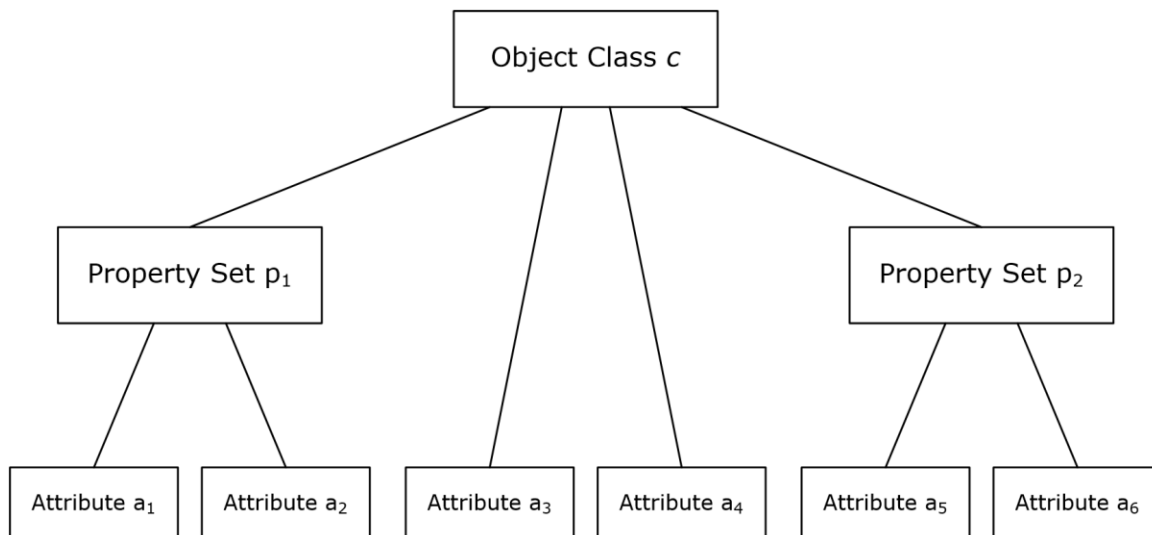 Object Class c
Property Set p₁
Property Set p₂
Attribute a₁
Attribute a₂
Attribute a₃
Attribute a₄
Attribute a₅
Attribute a₆